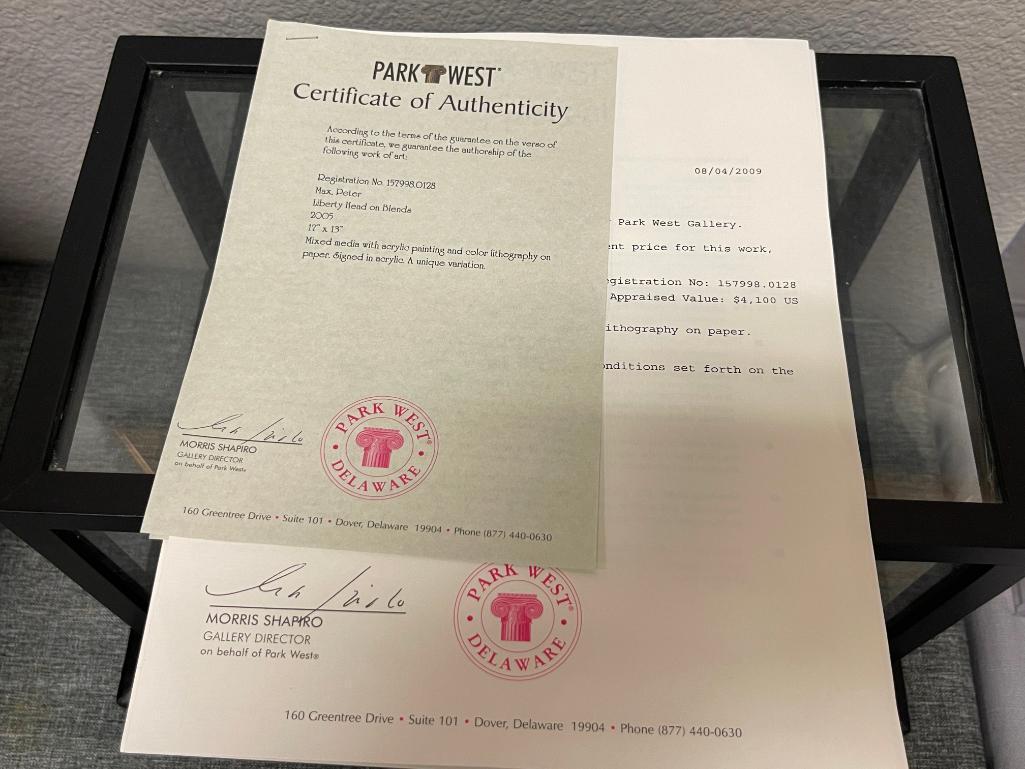 PARK WEST®
Certificate of Authenticity
According to the terms of the guarantee on the verso of
this certificate, we guarantee the authorship of the
following work of art:
Registration No. 157998.0128
Max, Peter
Liberty Head on Blends
2005
17" x 13"
Mixed media with acrylic painting and color lithography on
paper. Signed in acrylic. A unique variation.
MORRIS SHAPIRO
GALLERY DIRECTOR
on behalf of Park West®
PARK WEST®
• DELAWARE •
160 Greentree Drive • Suite 101 • Dover, Delaware 19904 • Phone (877) 440-0630
08/04/2009
Park West Gallery.
nt price for this work,
gistration No: 157998.0128
Appraised Value: $4,100 US
ithography on paper.
nditions set forth on the
MORRIS SHAPIRO
GALLERY DIRECTOR
on behalf of Park West®
PARK WEST®
• DELAWARE •
160 Greentree Drive • Suite 101 • Dover, Delaware 19904 • Phone (877) 440-0630